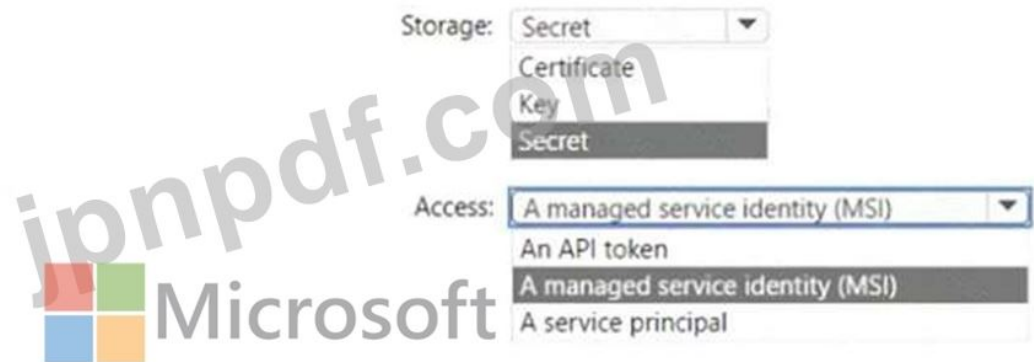 Storage: Secret
Certificate
Key
Secret
Access: A managed service identity (MSI)
An API token
A managed service identity (MSI)
A service principal
jpnpdf.com
Microsoft